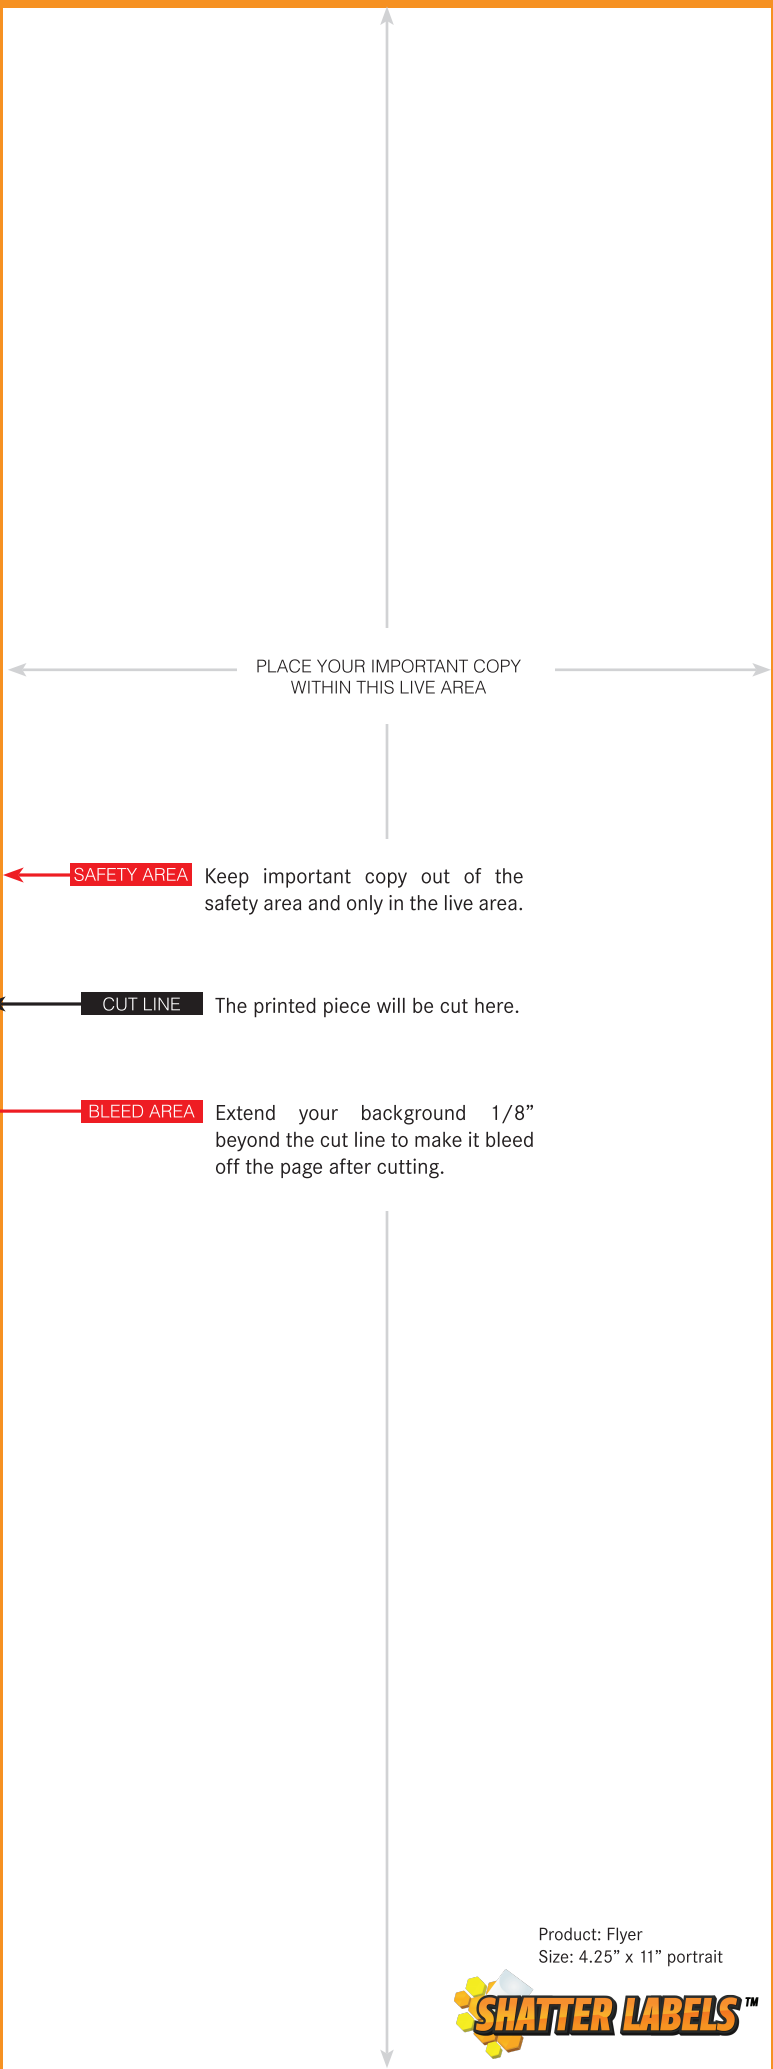 PLACE YOUR IMPORTANT COPY
WITHIN THIS LIVE AREA
SAFETY AREA
Keep important copy out of the
safety area and only in the live area.
CUT LINE
The printed piece will be cut here.
BLEED AREA
Extend your background 1/8”
beyond the cut line to make it bleed
off the page after cutting.
Product: Flyer
Size: 4.25” x 11” portrait
SHATTER LABELS™